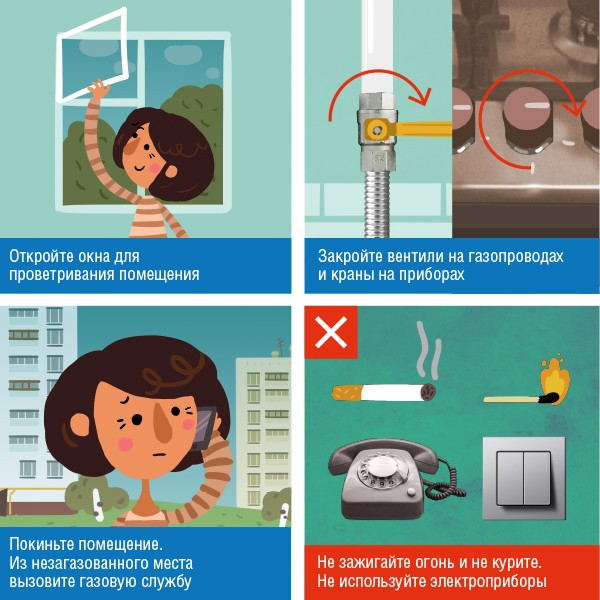 Откройте окна для
проветривания помещения
Закройте вентили на газопроводах
и краны на приборах
Покиньте помещение.
Из незагазованного места
вызовите газовую службу
Не зажигайте огонь и не курите.
Не используйте электроприборы